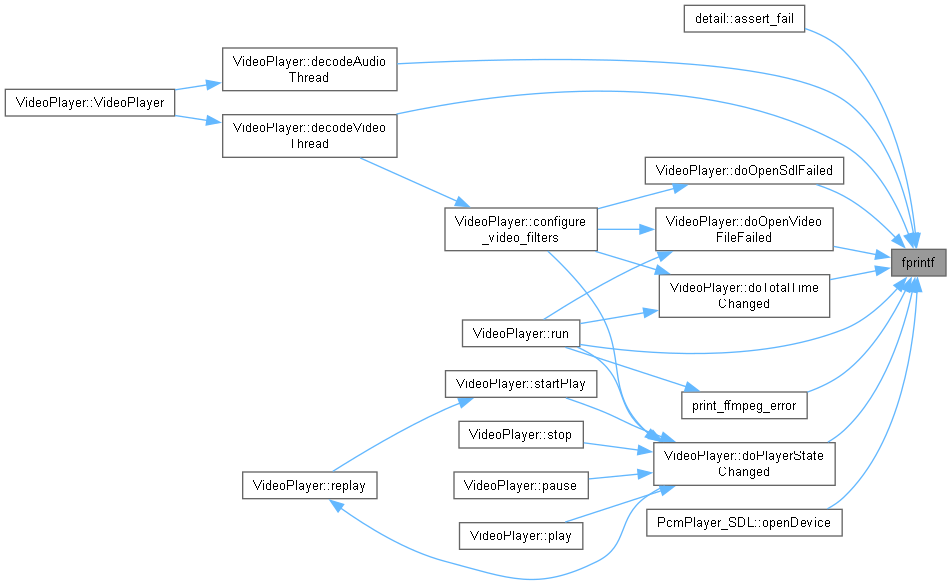 detail::assert_fail
VideoPlayer::decodeAudio
Thread
VideoPlayer::VideoPlayer
VideoPlayer::decodeVideo
Thread
VideoPlayer::doOpenSdlFailed
VideoPlayer::configure
_video_filters
VideoPlayer::doOpenVideo
FileFailed
fprintf
VideoPlayer::doTotalTime
Changed
VideoPlayer::run
VideoPlayer::startPlay
print_ffmpeg_error
VideoPlayer::stop
VideoPlayer::doPlayerState
Changed
VideoPlayer::replay
VideoPlayer::pause
PcmPlayer_SDL::openDevice
VideoPlayer::play